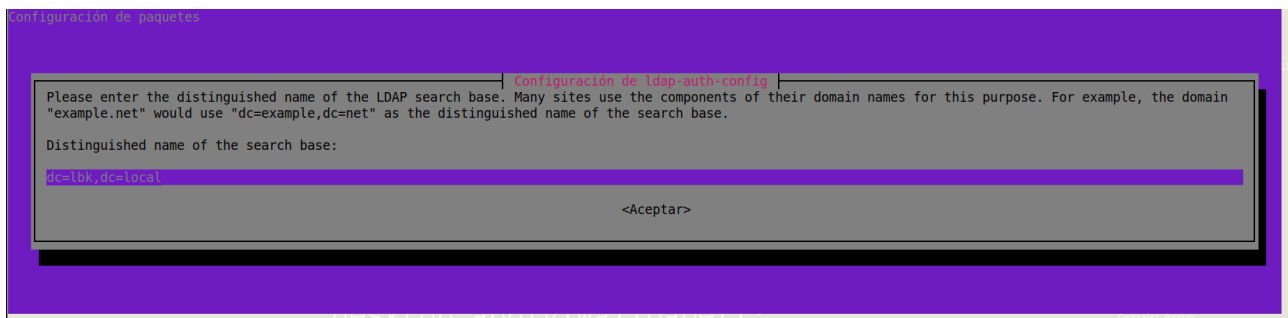 Configuración de paquetes
Configuración de ldap-auth-config
Please enter the distinguished name of the LDAP search base. Many sites use the components of their domain names for this purpose. For example, the domain
"example.net" would use "dc=example,dc=net" as the distinguished name of the search base.
Distinguished name of the search base:
dc=lbk,dc=local
<Aceptar>